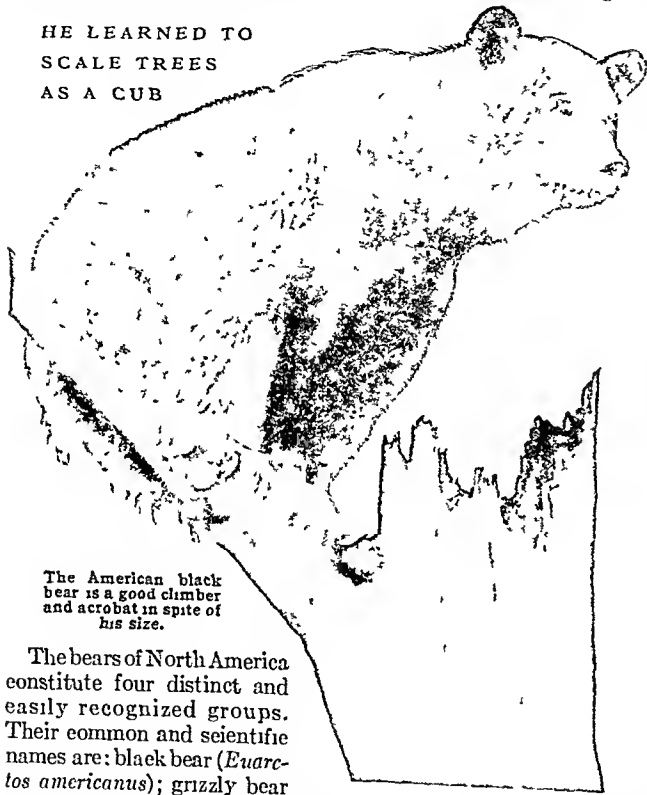 HE LEARNED TO
SCALE TREES
AS A CUB
The American black
bear is a good climber
and acrobat in spite of
his size.
The bears of North America
constitute four distinct and
easily recognized groups.
Their common and scientific
names are: black bear (Euarc-
tos americanus); grizzly bear